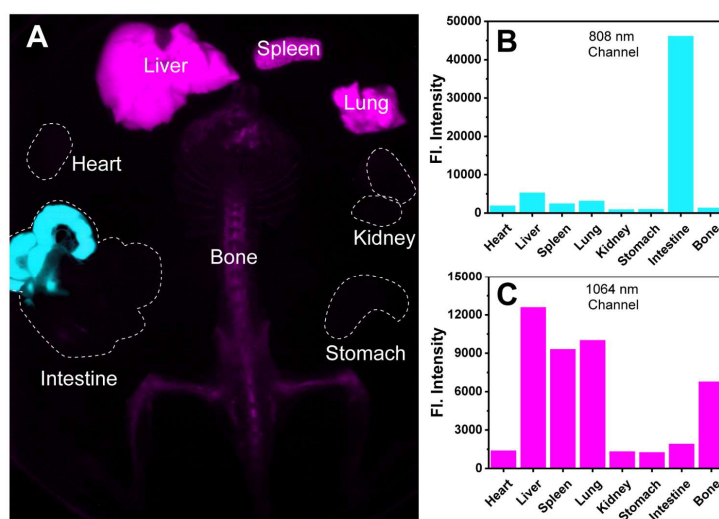 A
Liver
Spleen
Lung
Heart
Kidney
Bone
Intestine
Stomach
B
808 nm
Channel
Fl. Intensity
50000
40000
30000
20000
10000
0
Heart
Liver
Spleen
Lung
Kidney
Stomach
Intestine
Bone
C
1064 nm
Channel
Fl. Intensity
15000
12000
9000
6000
3000
0
Heart
Liver
Spleen
Lung
Kidney
Stomach
Intestine
Bone